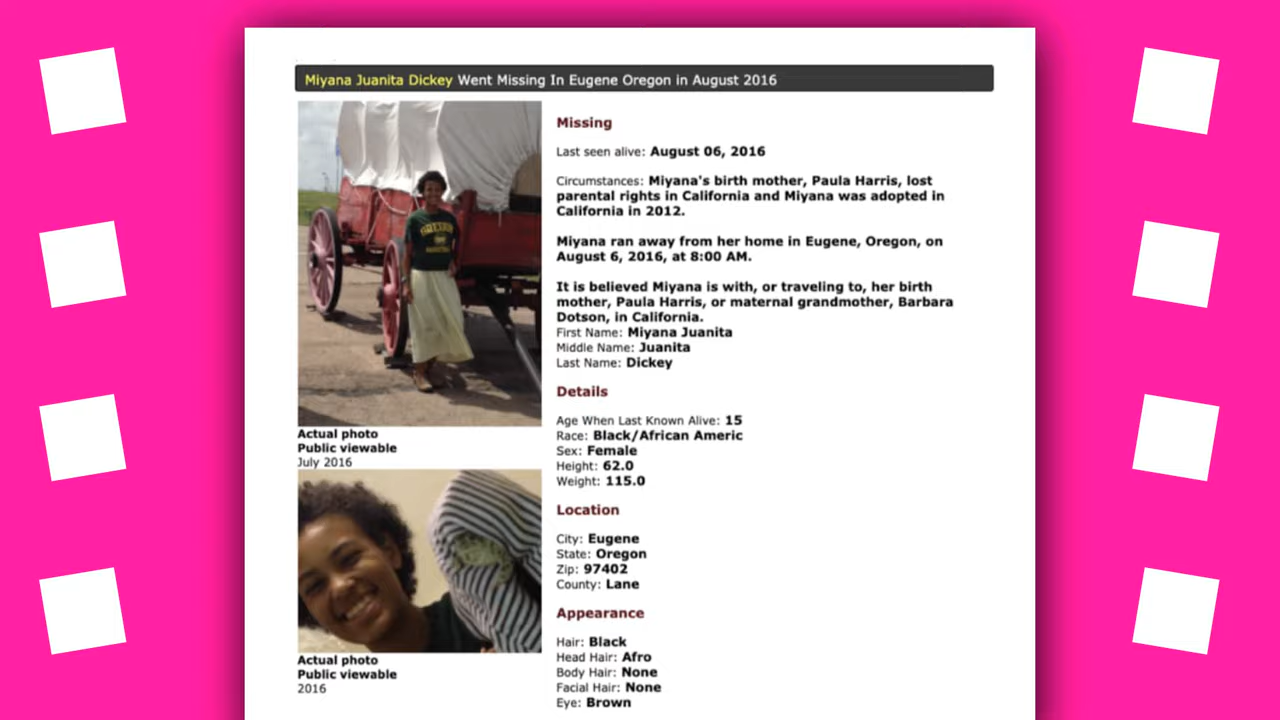 Miyana Juanita Dickey Went Missing In Eugene Oregon in August 2016
Missing
Last seen alive: August 06, 2016
Circumstances: Miyana's birth mother, Paula Harris, lost
parental rights in California and Miyana was adopted in
California in 2012.
Miyana ran away from her home in Eugene, Oregon, on
August 6, 2016, at 8:00 AM.
It is believed Miyana is with, or traveling to, her birth
mother, Paula Harris, or maternal grandmother, Barbara
Dotson, in California.
First Name: Miyana Juanita
Middle Name: Juanita
Last Name: Dickey
Details
Age When Last Known Alive: 15
Race: Black/African Americ
Sex: Female
Height: 62.0
Weight: 115.0
Location
City: Eugene
State: Oregon
Zip: 97402
County: Lane
Appearance
Hair: Black
Head Hair: Afro
Body Hair: None
Facial Hair: None
Eye: Brown
OREGON
Actual photo
Public viewable
July 2016
Actual photo
Public viewable
2016